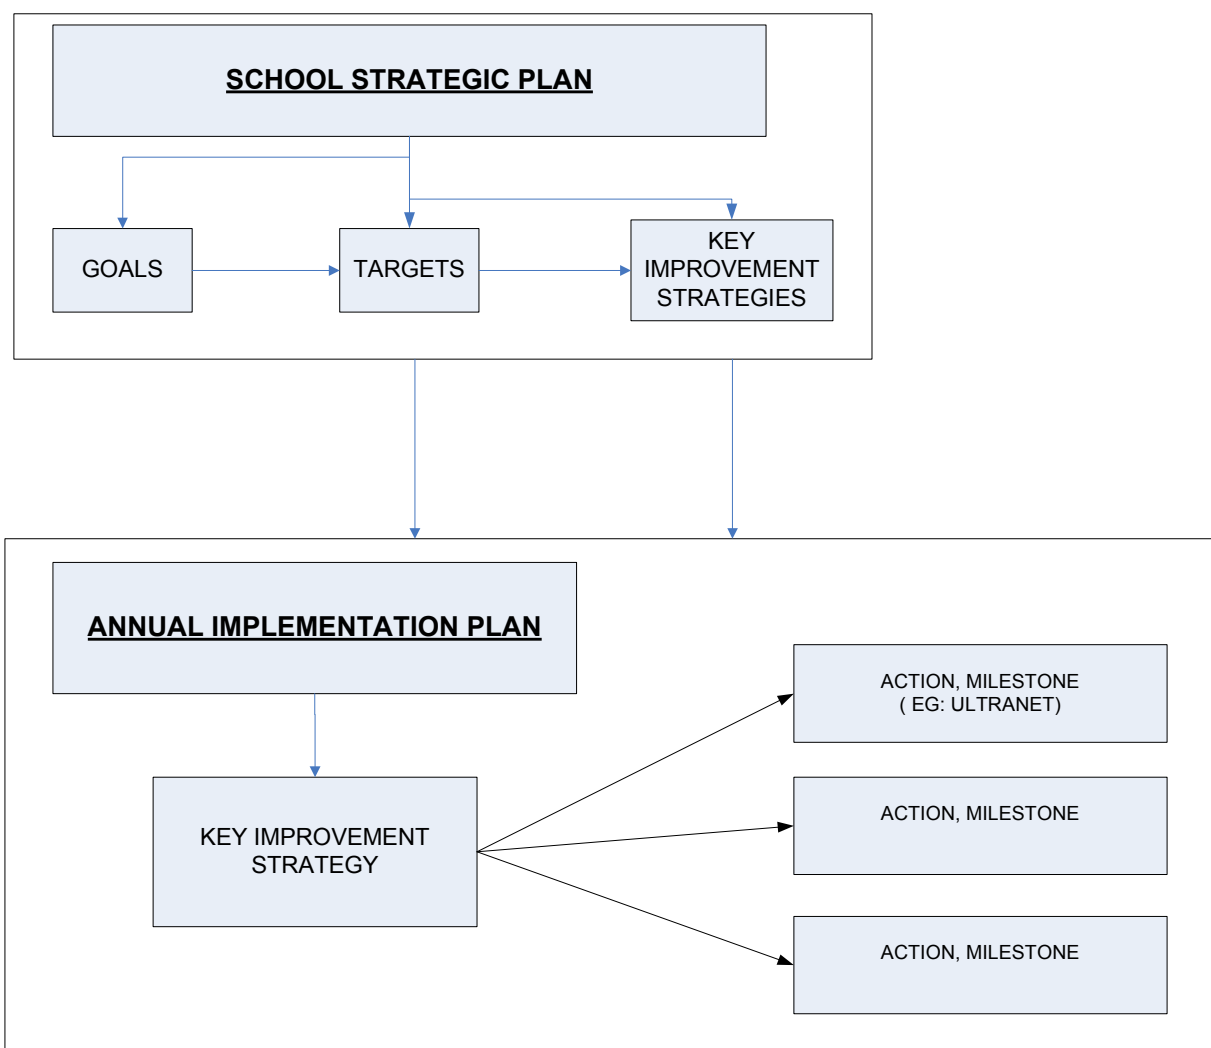 SCHOOL STRATEGIC PLAN
GOALS
TARGETS
KEY
IMPROVEMENT
STRATEGIES
ANNUAL IMPLEMENTATION PLAN
KEY IMPROVEMENT
STRATEGY
ACTION, MILESTONE
( EG: ULTRANET)
ACTION, MILESTONE
ACTION, MILESTONE